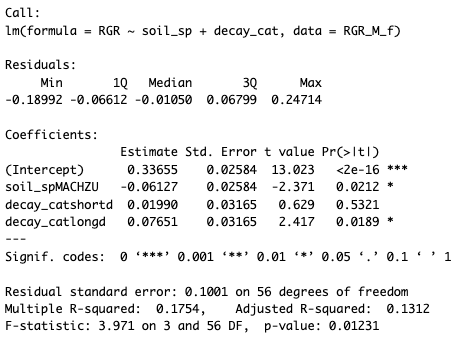 Call:
lm(formula = RGR ~ soil_sp + decay_cat, data = RGR_M_f)
Residuals:
Min 1Q Median 3Q Max
-0.18992 -0.06612 -0.01050 0.06799 0.24714
Coefficients:
Estimate Std. Error t value Pr(>|t|)
(Intercept) 0.33655 0.02584 13.023 <2e-16 ***
soil_spMACHZU -0.06127 0.02584 -2.371 0.0212 *
decay_catshortd 0.01990 0.03165 0.629 0.5321
decay_catlongd 0.07651 0.03165 2.417 0.0189 *
---
Signif. codes: 0 ‘***’ 0.001 ‘**’ 0.01 ‘*’ 0.05 ‘.’ 0.1 ‘ ’ 1
Residual standard error: 0.1001 on 56 degrees of freedom
Multiple R-squared: 0.1754, Adjusted R-squared: 0.1312
F-statistic: 3.971 on 3 and 56 DF, p-value: 0.01231